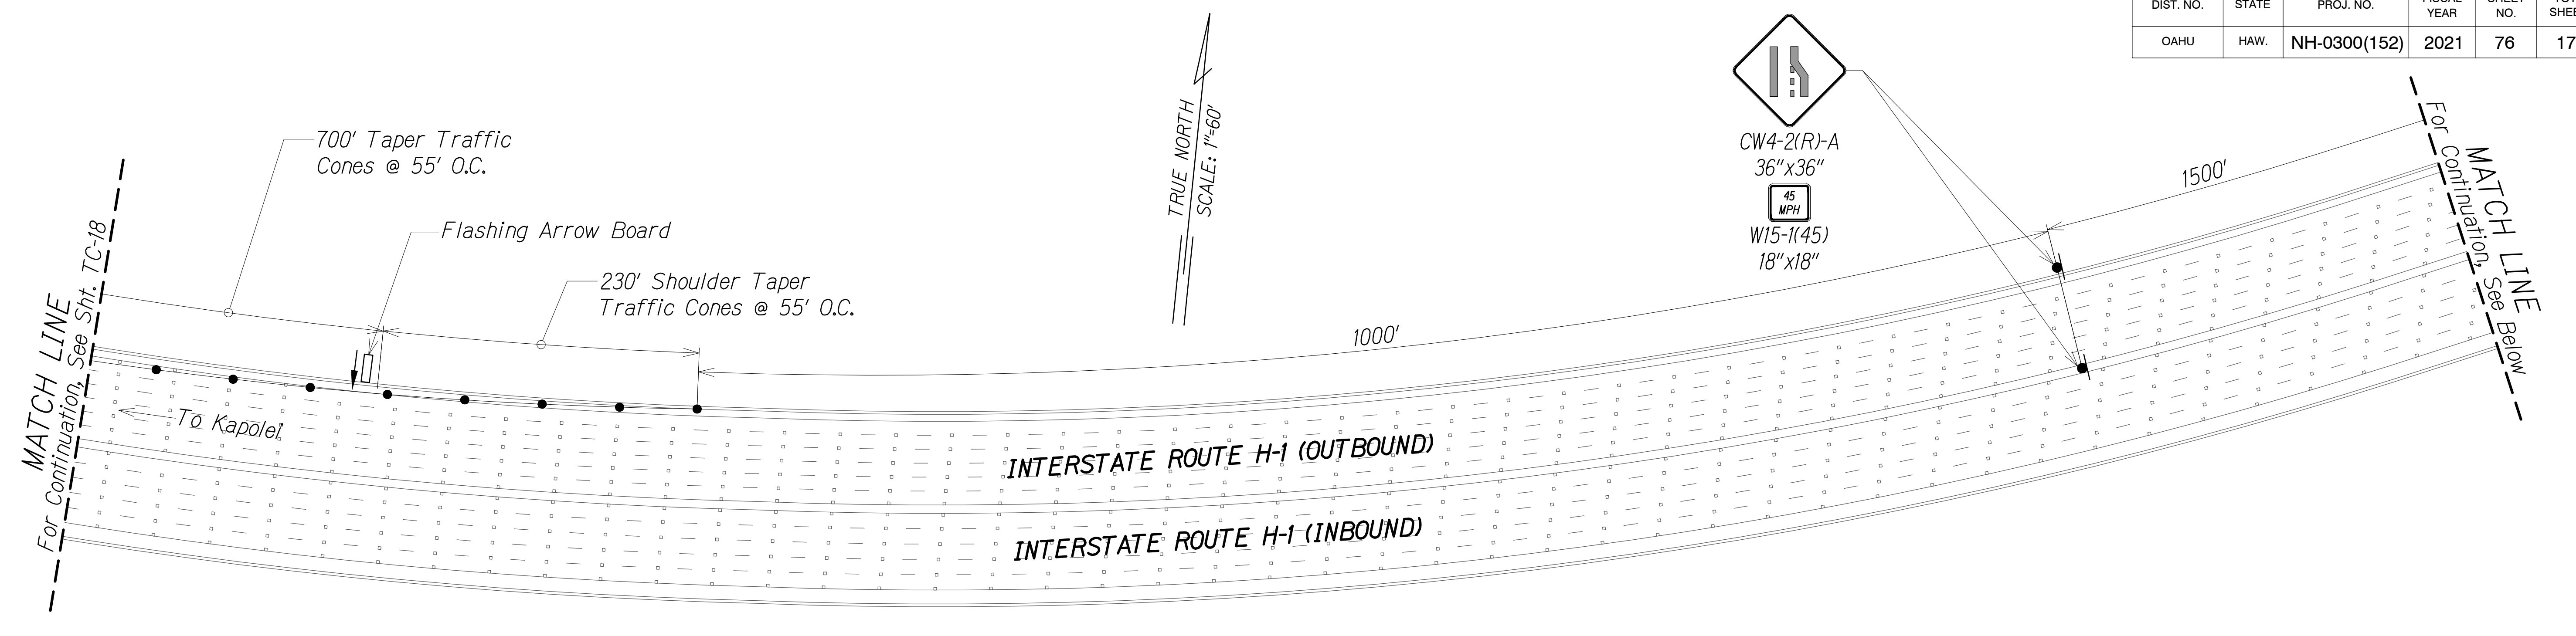 DIST. NO.
STATE
PROJ. NO.
YEAR
NO.
OAHU
HAW.
NH-0300(152)
2021
76
17
700' Taper Traffic
Cones @ 55' O.C.
Flashing Arrow Board
230' Shoulder Taper
Traffic Cones @ 55' O.C.
TRUE NORTH
SCALE: 1"=60'
CW4-2(R)-A
36"x36"
45
MPH
W15-1(45)
18"x18"
1500'
1000'
MATCH LINE
For Continuation, See Sht. TC-18
To Kapolei
INTERSTATE ROUTE H-1 (OUTBOUND)
INTERSTATE ROUTE H-1 (INBOUND)
MATCH LINE
For Continuation, See Below